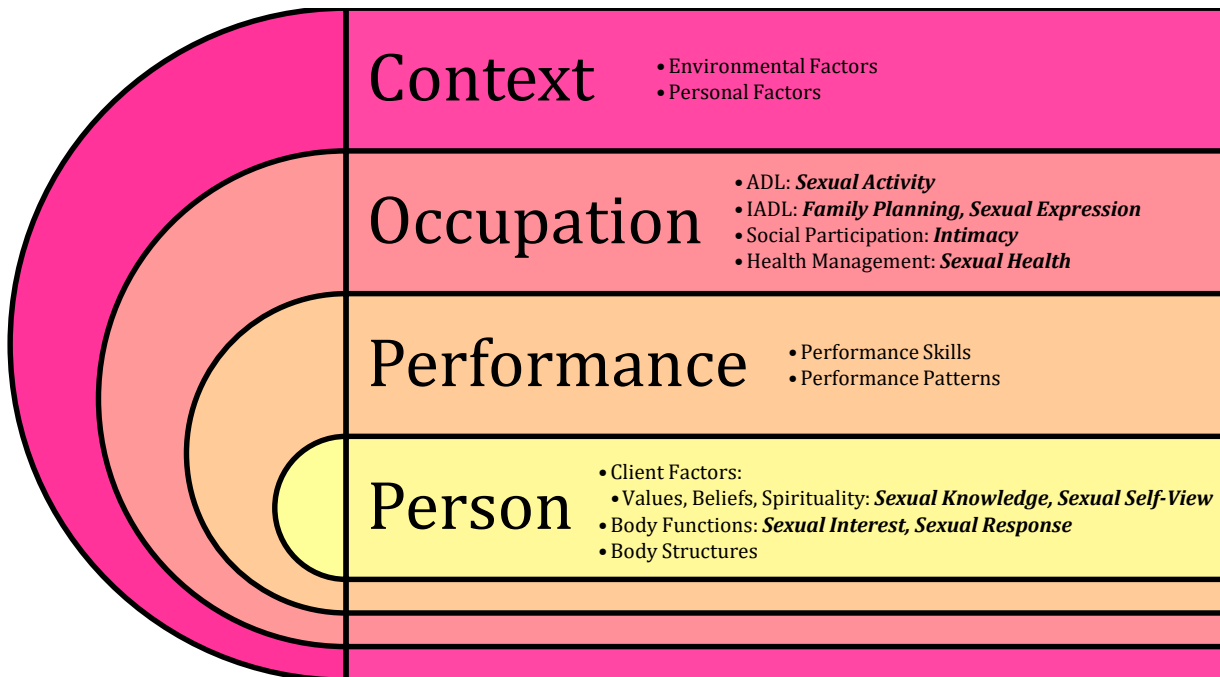 Context
• Environmental Factors
• Personal Factors
Occupation
• ADL: Sexual Activity
• IADL: Family Planning, Sexual Expression
• Social Participation: Intimacy
• Health Management: Sexual Health
Performance
• Performance Skills
• Performance Patterns
Person
• Client Factors:
• Values, Beliefs, Spirituality: Sexual Knowledge, Sexual Self-View
• Body Functions: Sexual Interest, Sexual Response
• Body Structures